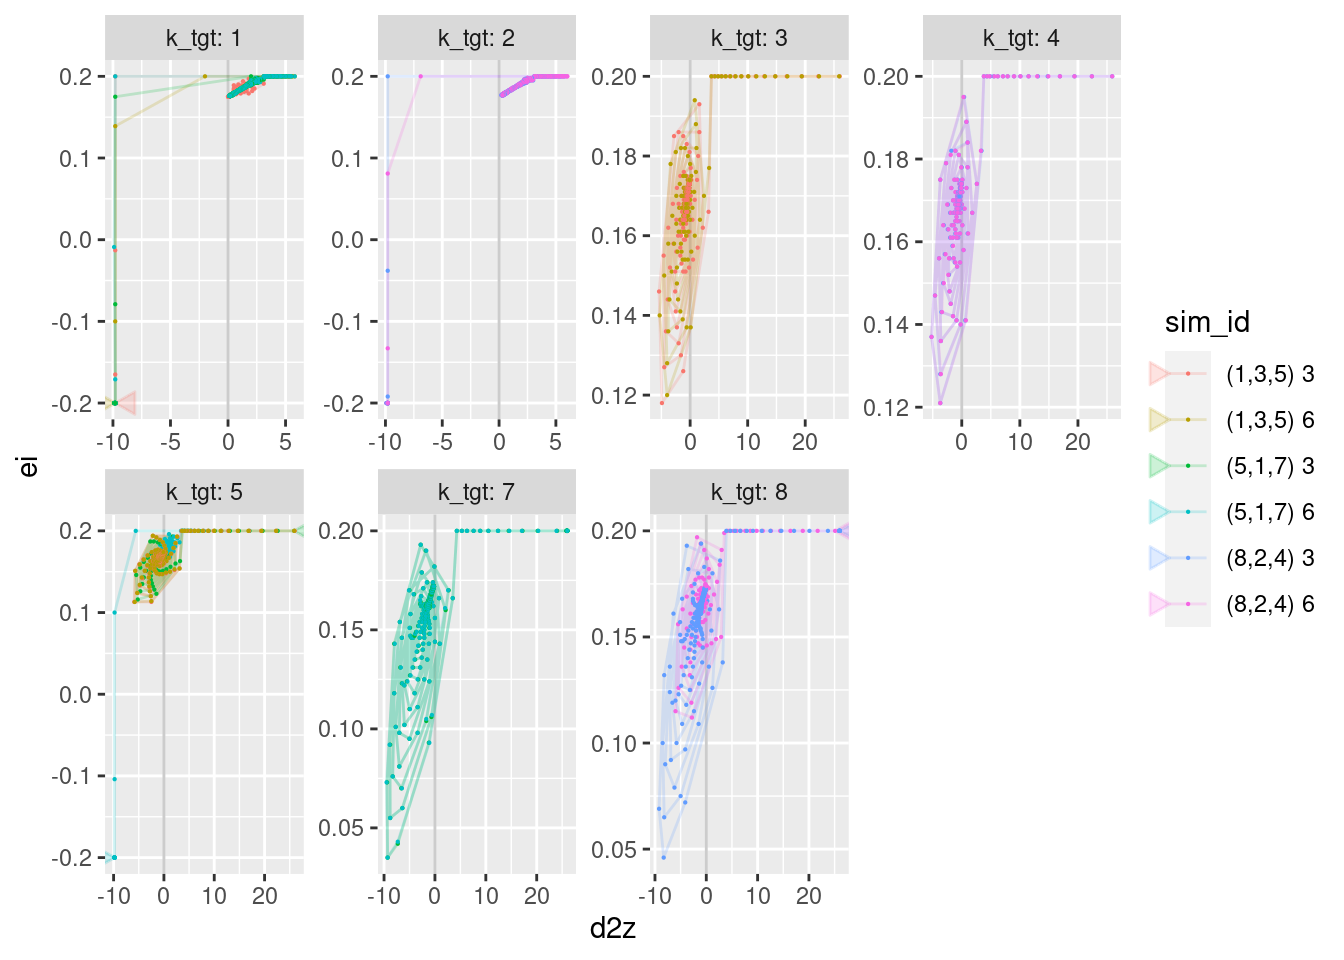 k_tgt: 1
k_tgt: 2
k_tgt: 3
k_tgt: 4
0.2
0.1
0.0
-0.1
-0.2
0.2
0.1
0.0
-0.1
-0.2
0.20
0.18
0.16
0.14
0.12
0.20
0.18
0.16
0.14
0.12
-10 -5 0 5
-10 -5 0 5
0 10 20
0 10 20
k_tgt: 5
k_tgt: 7
k_tgt: 8
0.2
0.1
0.0
-0.1
-0.2
0.20
0.15
0.10
0.05
0.20
0.15
0.10
0.05
-10 0 10 20
-10 0 10 20
-10 0 10 20
d2z
ei
sim_id
(1,3,5) 3
(1,3,5) 6
(5,1,7) 3
(5,1,7) 6
(8,2,4) 3
(8,2,4) 6